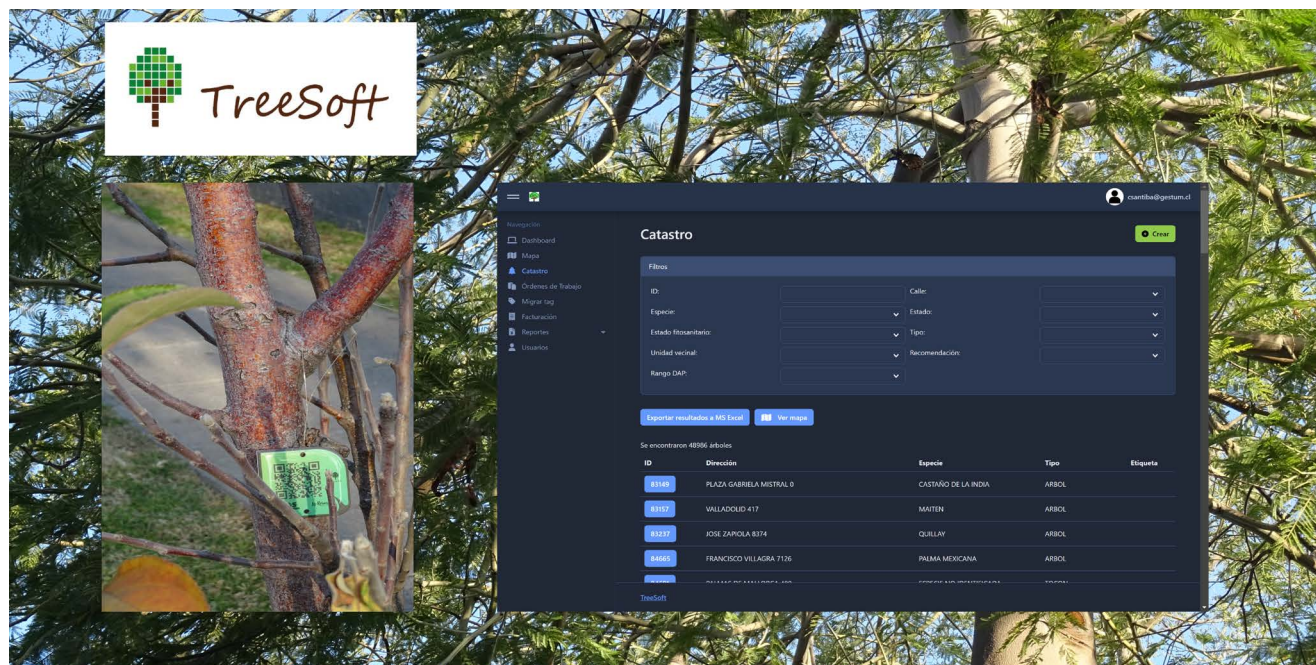 TreeSoft
csantiba@gestum.cl
Navegación
Dashboard
Mapa
Catastro
Órdenes de Trabajo
Migrar tag
Facturación
Reportes
Usuarios
Catastro
Crear
Filtros
ID:
Calle:
Especie:
Estado:
Estado fitosanitario:
Tipo:
Unidad vecinal:
Recomendación:
Rango DAP:
Exportar resultados a MS Excel Ver mapa
Se encontraron 48986 árboles
ID Dirección Especie Tipo Etiqueta
83149 PLAZA GABRIELA MISTRAL 0 CASTAÑO DE LA INDIA ARBOL
83157 VALLADOLID 417 MAITEN ARBOL
83237 JOSE ZAPIOLA 8374 QUILLAY ARBOL
84665 FRANCISCO VILLAGRA 7126 PALMA MEXICANA ARBOL
TreeSoft